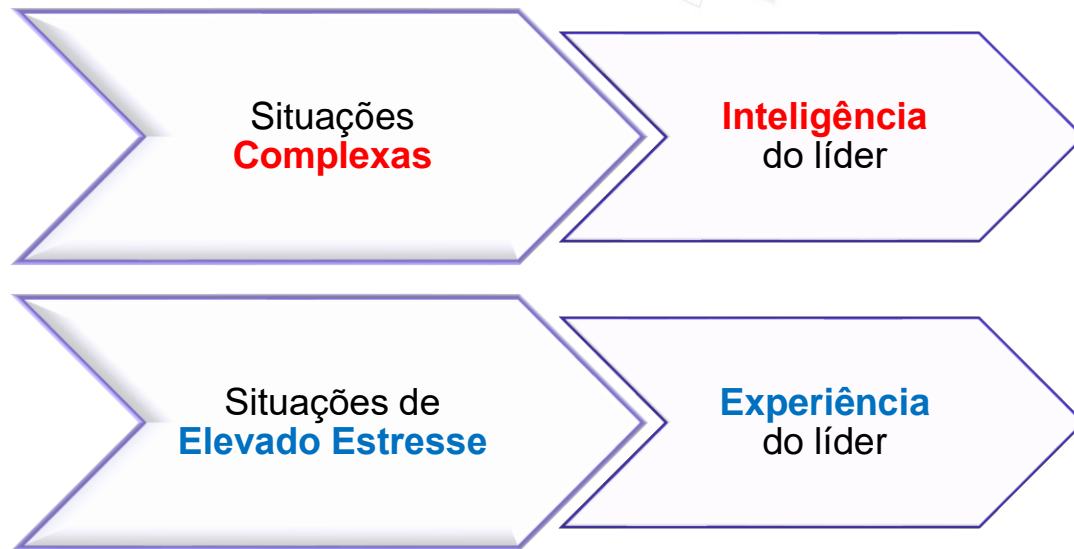 Situações
Complexas
Inteligência
do líder
Situações de
Elevado Estresse
Experiência
do líder